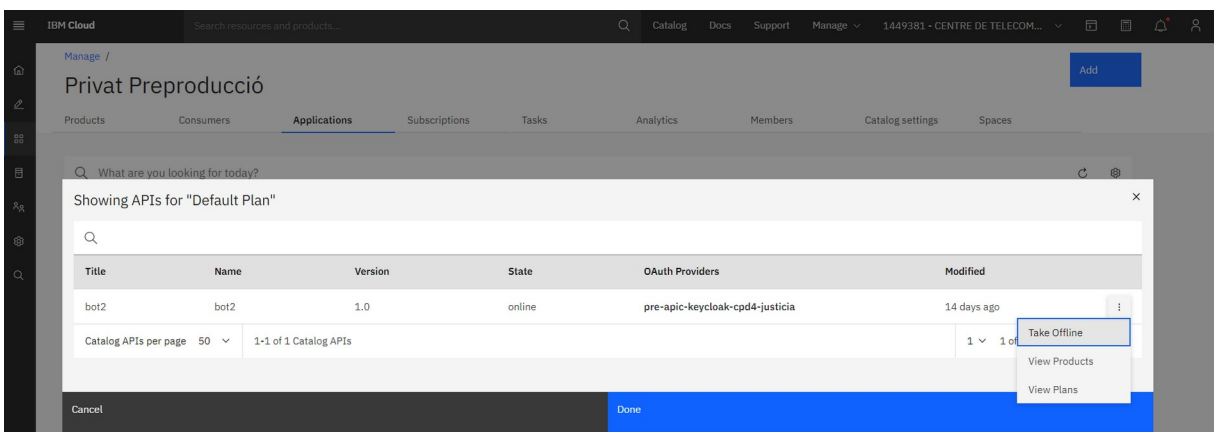 IBM Cloud
Search resources and products...
Catalog
Docs
Support
Manage
1449381 - CENTRE DE TELECOM...
Manage /
Privat Preproducció
Add
Products
Consumers
Applications
Subscriptions
Tasks
Analytics
Members
Catalog settings
Spaces
What are you looking for today?
Showing APIs for "Default Plan"
Title Name Version State OAuth Providers Modified
bot2 bot2 1.0 online pre-apic-keycloak-cpd4-justicia 14 days ago
Catalog APIs per page 50 1-1 of 1 Catalog APIs 1 1 of
Take Offline
View Products
View Plans
Cancel
Done